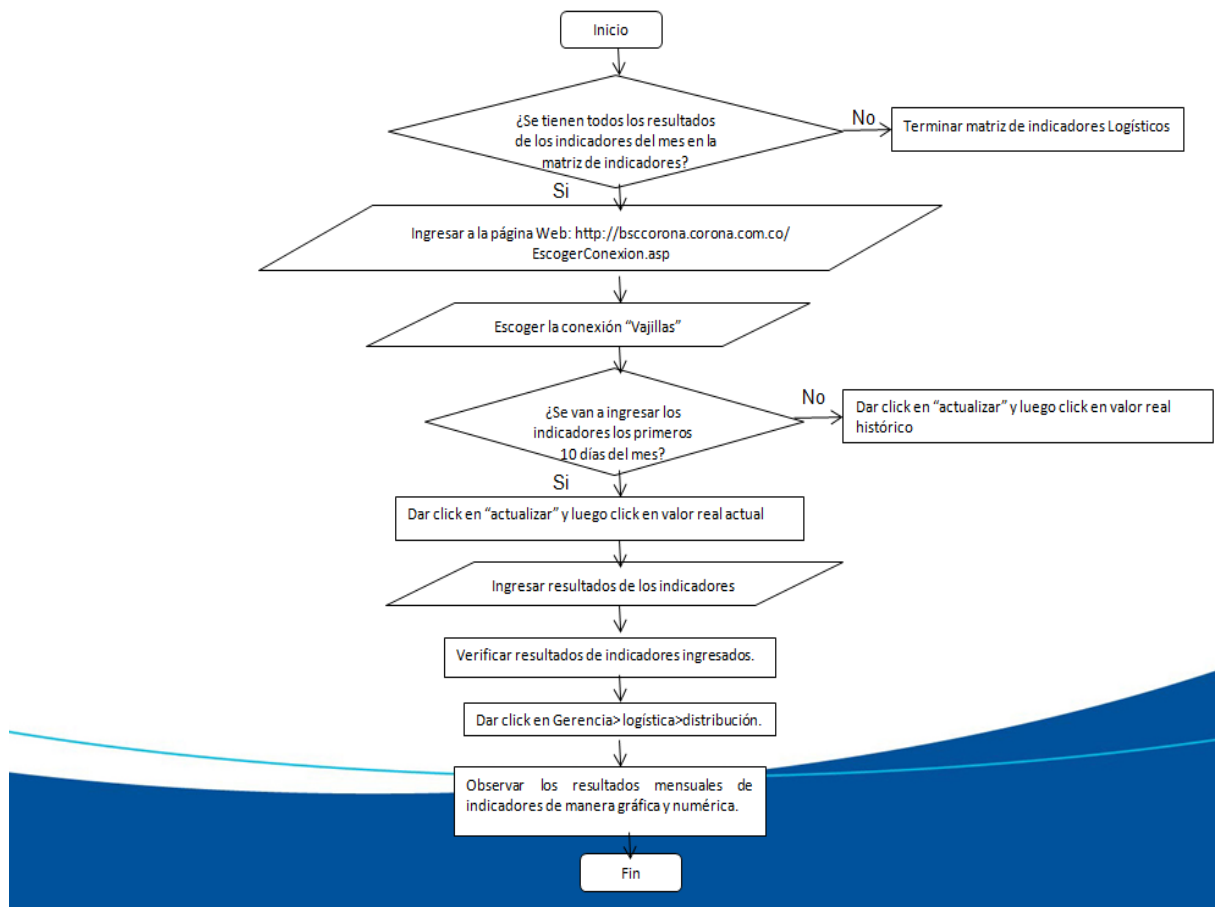 Inicio
¿Se tienen todos los resultados
de los indicadores del mes en la
matriz de indicadores?
No
Terminar matriz de indicadores Logísticos
Si
Ingresar a la página Web: http://bsccorona.corona.com.co/
EscogerConexion.asp
Escoger la conexión “Vajillas”
¿Se van a ingresar los
indicadores los primeros
10 días del mes?
No
Dar click en “actualizar” y luego click en valor real
histórico
Si
Dar click en “actualizar” y luego click en valor real actual
Ingresar resultados de los indicadores
Verificar resultados de indicadores ingresados.
Dar click en Gerencia>logística>distribución.
Observar los resultados mensuales de
indicadores de manera gráfica y numérica.
Fin